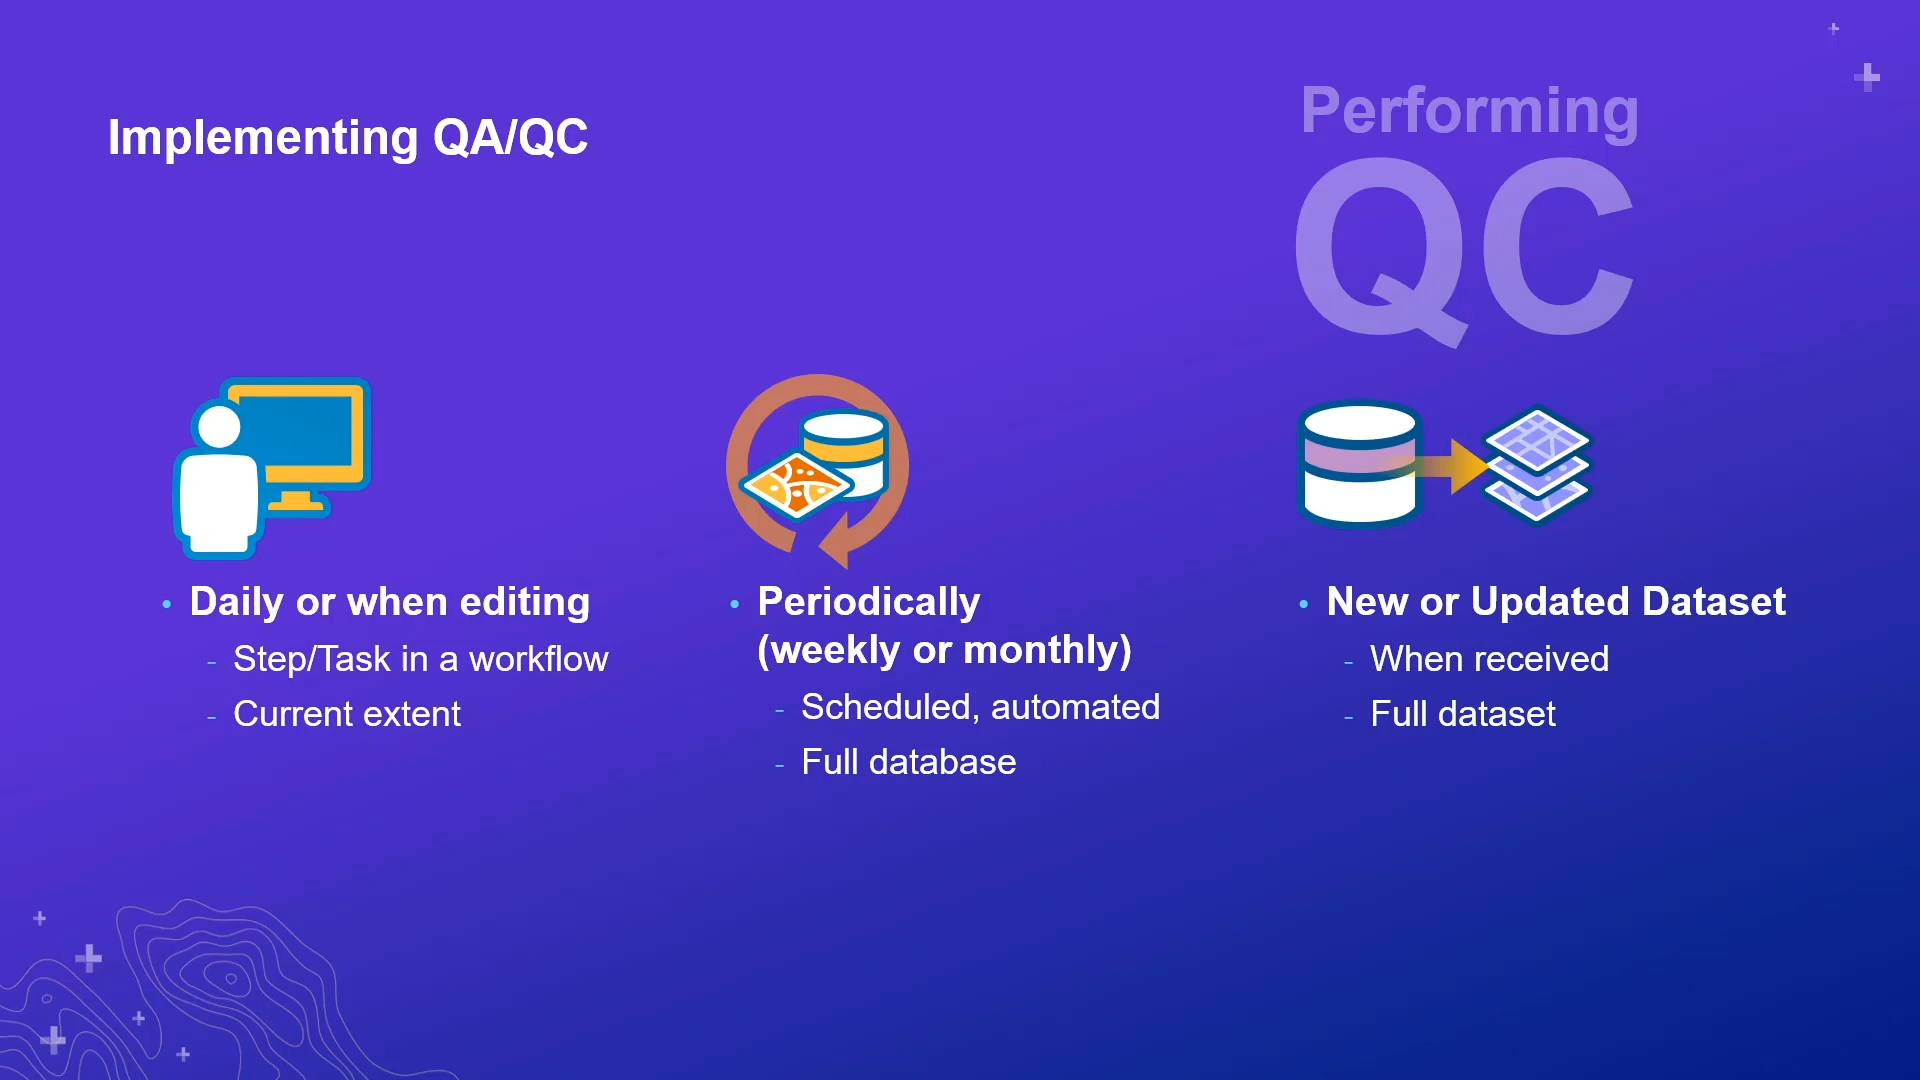 Implementing QA/QC
Performing
QC
• Daily or when editing
- Step/Task in a workflow
- Current extent
• Periodically
(weekly or monthly)
- Scheduled, automated
- Full database
• New or Updated Dataset
- When received
- Full dataset